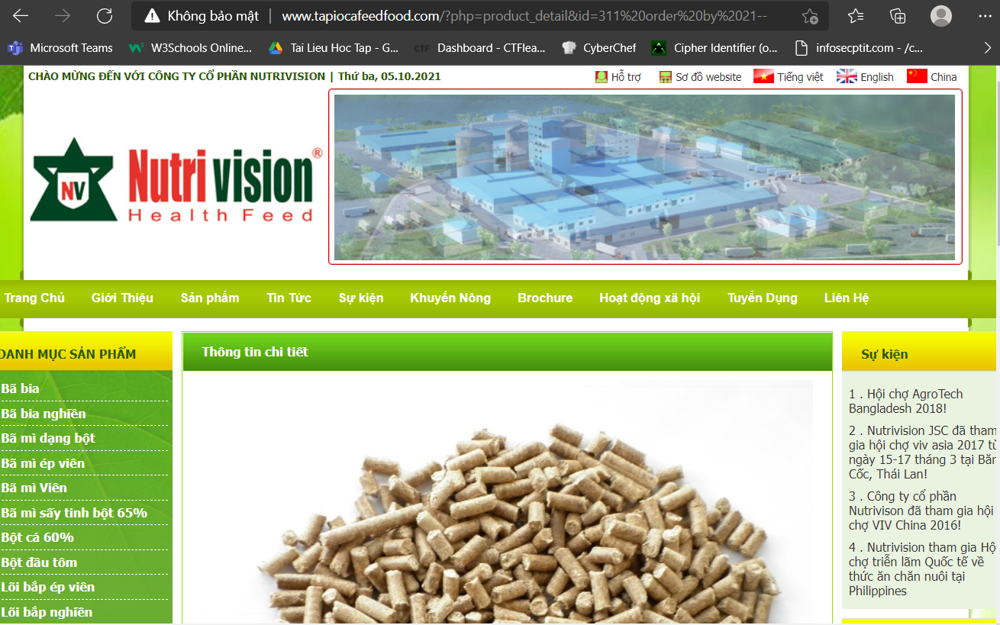 Không bảo mật | www.tapiocafeedfood.com/?php=product_detail&id=311%20order%20by%2021--
Microsoft Teams W3Schools Online... Tai Lieu Hoc Tap - G... CTF Dashboard - CTFlea... CyberChef Cipher Identifier (o... infosecptit.com - /c...
CHÀO MỪNG ĐẾN VỚI CÔNG TY CỔ PHẦN NUTRIVISION | Thứ ba, 05.10.2021
Hỗ trợ Sơ đồ website Tiếng việt English China
NV Nutri vision ®
Health Feed
Trang Chủ Giới Thiệu Sản phẩm Tin Tức Sự kiện Khuyến Nông Brochure Hoạt động xã hội Tuyển Dụng Liên Hệ
DANH MỤC SẢN PHẨM
Bã bia
Bã bia nghiền
Bã mì dạng bột
Bã mì ép viên
Bã mì Viên
Bã mì sấy tinh bột 65%
Bột cá 60%
Bột đầu tôm
Lõi bắp ép viên
Lõi bắp nghiền
Thông tin chi tiết
Sự kiện
1 . Hội chợ AgroTech
Bangladesh 2018!
2 . Nutrivision JSC đã tham
gia hội chợ viv asia 2017 từ
ngày 15-17 tháng 3 tại Băn
Cốc, Thái Lan!
3 . Công ty cổ phần
Nutrivison đã tham gia hội
chợ VIV China 2016!
4 . Nutrivision tham gia Hộ
chợ triển lãm Quốc tế về
thức ăn chăn nuôi tại
Philippines